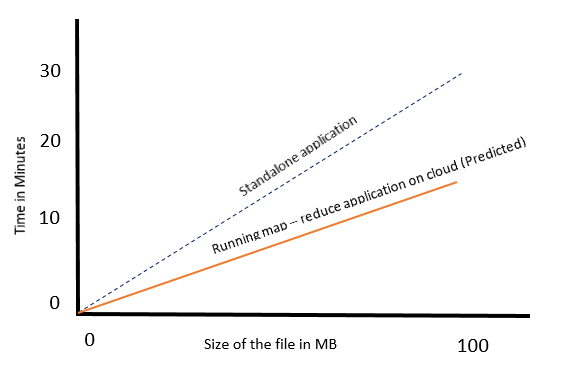 30
20
10
0
Time in Minutes
Standalone application
Running map – reduce application on cloud (Predicted)
0
Size of the file in MB
100